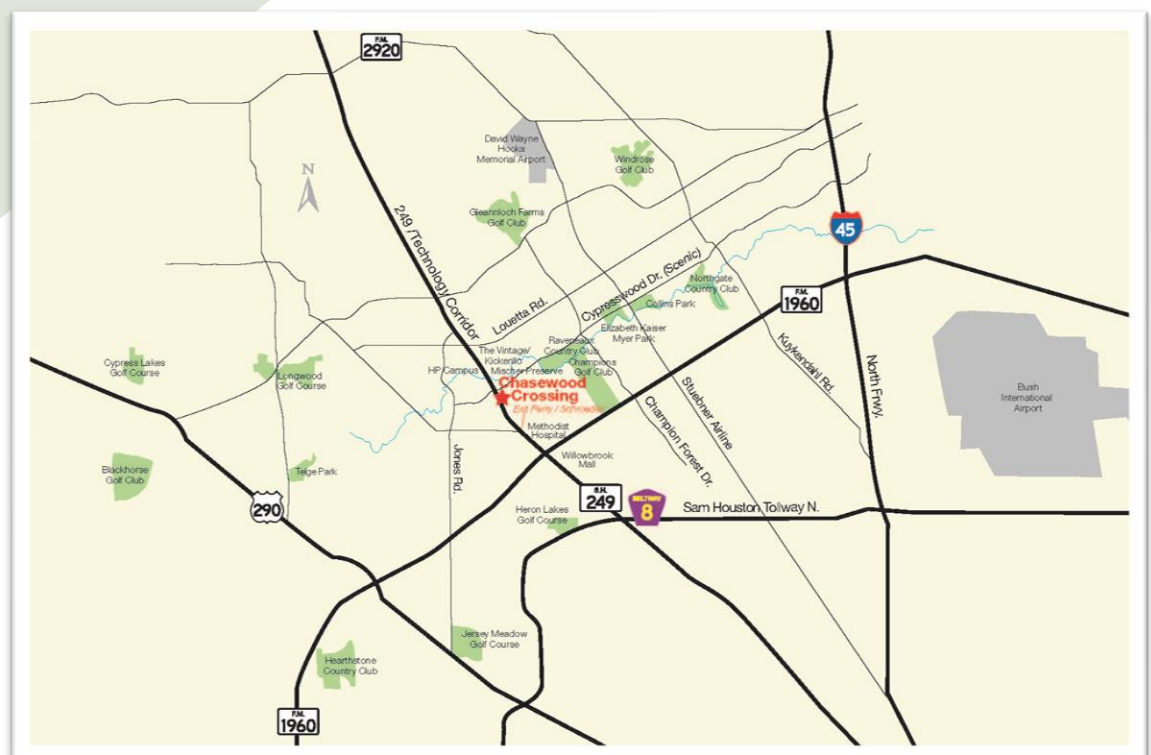 F.M.
2920
David Wayne
Hooks
Memorial Airport
Windrose
Golf Club
N
Gleannloch Farms
Golf Club
249 /Technology Corridor
45
Louetta Rd.
Cypresswood Dr. (Scenic)
Northgate
Country Club
F.M.
1960
Collins Park
Elizabeth Kaiser
Myer Park
Raveneaux
Country Club
Champions
Golf Club
The Vintage/
Kickerillo
Mischer Preserve
HP Campus
Cypress Lakes
Golf Course
Longwood
Golf Course
Kuykendahl Rd.
North Frwy.
Bush
International
Airport
Chasewood
Crossing
Exit Perry / Schroeder
Stuebner Airline
Champion Forest Dr.
Methodist
Hospital
Willowbrook
Mall
Jones Rd.
Blackhorse
Golf Club
Telge Park
290
S.H.
249
BELTWAY
8
Sam Houston Tollway N.
Heron Lakes
Golf Course
Jersey Meadow
Golf Course
Hearthstone
Country Club
F.M.
1960